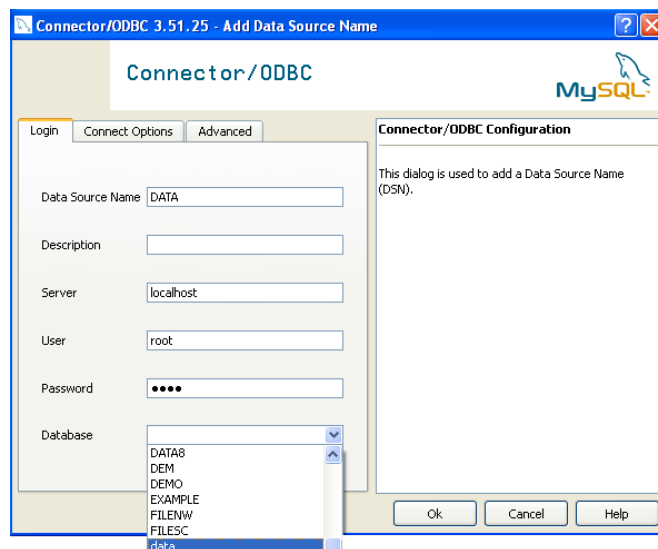 Connector/ODBC 3.51.25 - Add Data Source Name
Connector/ODBC
MySQL
Login Connect Options Advanced
Connector/ODBC Configuration
This dialog is used to add a Data Source Name
(DSN).
Data Source Name DATA
Description
Server localhost
User root
Password ●●●●
Database
DATA8
DEM
DEMO
EXAMPLE
FILENW
FILESC
data
Ok Cancel Help